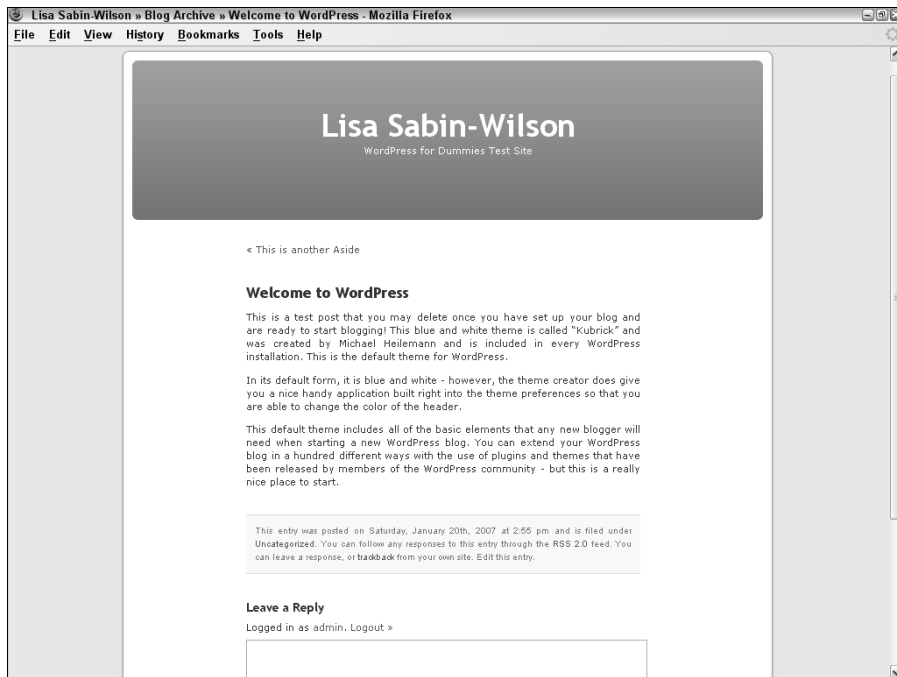 Lisa Sabin-Wilson » Blog Archive » Welcome to WordPress - Mozilla Firefox
File Edit View History Bookmarks Tools Help
Lisa Sabin-Wilson
WordPress for Dummies Test Site
« This is another Aside
Welcome to WordPress
This is a test post that you may delete once you have set up your blog and
are ready to start blogging! This blue and white theme is called “Kubrick” and
was created by Michael Heilemann and is included in every WordPress
installation. This is the default theme for WordPress.
In its default form, it is blue and white - however, the theme creator does give
you a nice handy application built right into the theme preferences so that you
are able to change the color of the header.
This default theme includes all of the basic elements that any new blogger will
need when starting a new WordPress blog. You can extend your WordPress
blog in a hundred different ways with the use of plugins and themes that have
been released by members of the WordPress community - but this is a really
nice place to start.
This entry was posted on Saturday, January 20th, 2007 at 2:55 pm and is filed under
Uncategorized. You can follow any responses to this entry through the RSS 2.0 feed. You
can leave a response, or trackback from your own site. Edit this entry.
Leave a Reply
Logged in as admin. Logout »